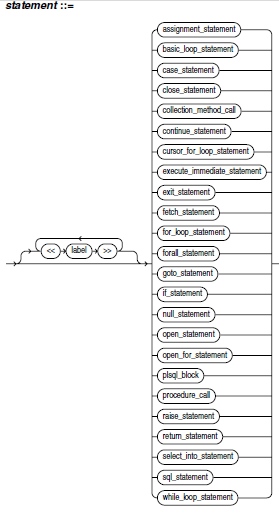 statement ::=
assignment_statement
basic_loop_statement
case_statement
close_statement
collection_method_call
continue_statement
cursor_for_loop_statement
execute_immediate_statement
exit_statement
fetch_statement
for_loop_statement
<< label >>
forall_statement
goto_statement
if_statement
null_statement
open_statement
open_for_statement
plsql_block
procedure_call
raise_statement
return_statement
select_into_statement
sql_statement
while_loop_statement